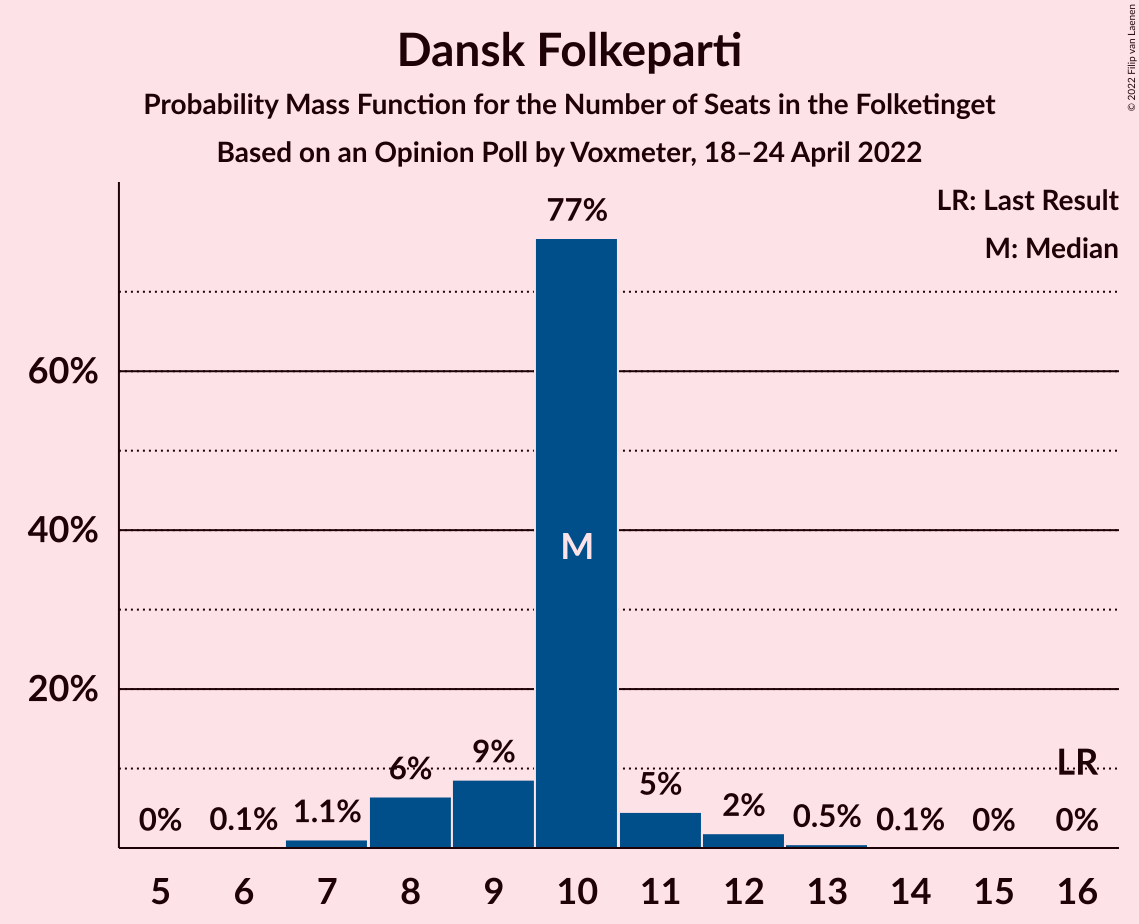 Dansk Folkeparti
Probability Mass Function for the Number of Seats in the Folketinget
Based on an Opinion Poll by Voxmeter, 18–24 April 2022
© 2022 Filip van Laenen
LR: Last Result
M: Median
77%
60%
40%
20%
M
LR
0% 0.1% 1.1% 6% 9% 5% 2% 0.5% 0.1% 0% 0%
5 6 7 8 9 10 11 12 13 14 15 16